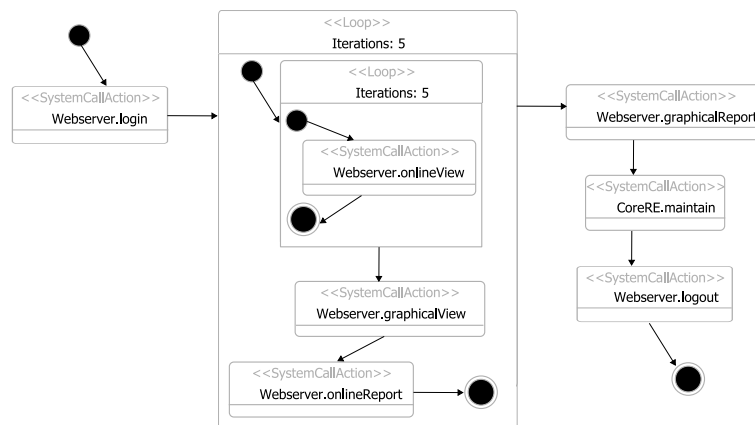 <<SystemCallAction>>
Webserver.login
<<Loop>>
Iterations: 5
<<Loop>>
Iterations: 5
<<SystemCallAction>>
Webserver.onlineView
<<SystemCallAction>>
Webserver.graphicalView
<<SystemCallAction>>
Webserver.onlineReport
<<SystemCallAction>>
Webserver.graphicalReport
<<SystemCallAction>>
CoreRE.maintain
<<SystemCallAction>>
Webserver.logout